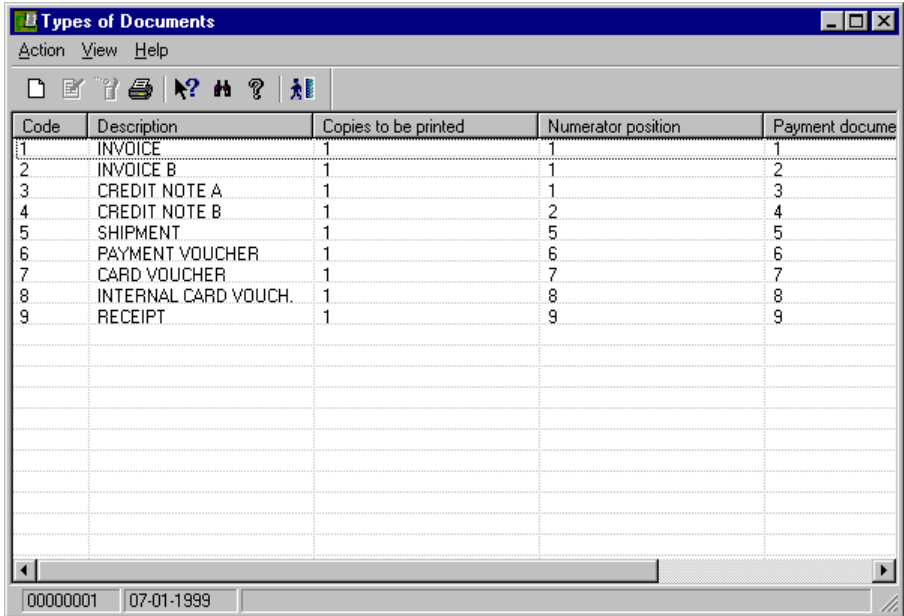 Types of Documents
Action View Help
Code Description Copies to be printed Numerator position Payment docume
1 INVOICE 1 1 1
2 INVOICE B 1 1 2
3 CREDIT NOTE A 1 1 3
4 CREDIT NOTE B 1 2 4
5 SHIPMENT 1 5 5
6 PAYMENT VOUCHER 1 6 6
7 CARD VOUCHER 1 7 7
8 INTERNAL CARD VOUCH. 1 8 8
9 RECEIPT 1 9 9
00000001 07-01-1999